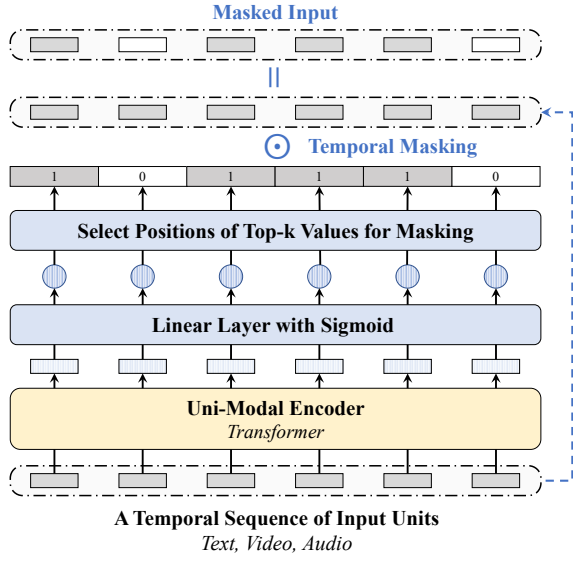 Masked Input
||
⊙ Temporal Masking
1 0 1 1 1 0
Select Positions of Top-k Values for Masking
Linear Layer with Sigmoid
Uni-Modal Encoder
Transformer
A Temporal Sequence of Input Units
Text, Video, Audio